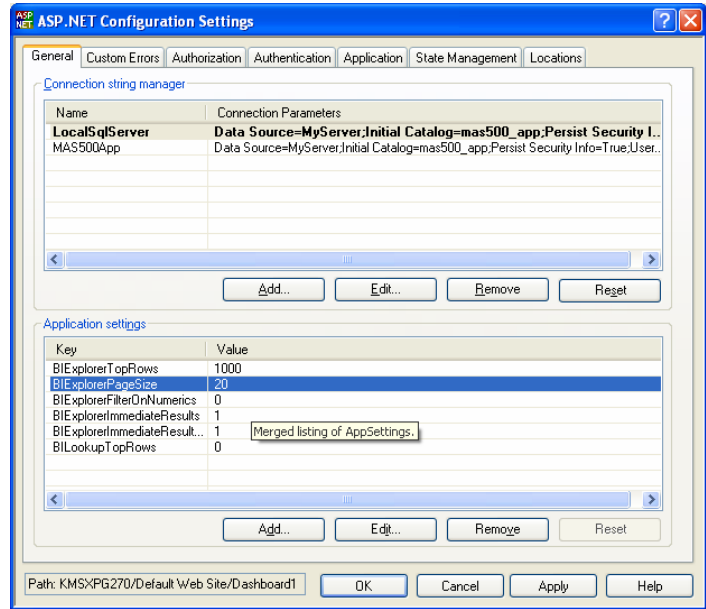 ASP.NET Configuration Settings
General Custom Errors Authorization Authentication Application State Management Locations
Connection string manager
Name Connection Parameters
LocalSqlServer Data Source=MyServer;Initial Catalog=mas500_app;Persist Security I..
MAS500App Data Source=MyServer;Initial Catalog=mas500_app;Persist Security Info=True;User..
Add... Edit... Remove Reset
Application settings
Key Value
BIExplorerTopRows 1000
BIExplorerPageSize 20
BIExplorerFilterOnNumerics 0
BIExplorerImmediateResults 1
BIExplorerImmediateResult... 1
Merged listing of AppSettings.
BILookupTopRows 0
Add... Edit... Remove Reset
Path: KMSXPG270/Default Web Site/Dashboard1 OK Cancel Apply Help